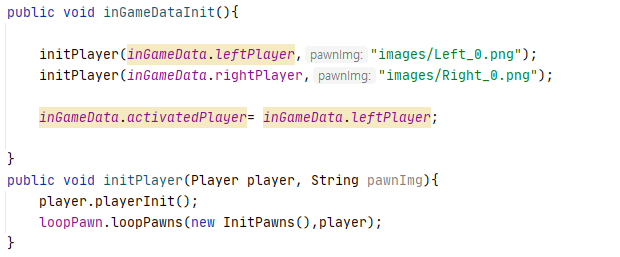 public void inGameDataInit(){
initPlayer(inGameData.leftPlayer, pawnImg: "images/Left_0.png");
initPlayer(inGameData.rightPlayer, pawnImg: "images/Right_0.png");
inGameData.activatedPlayer= inGameData.leftPlayer;
}
public void initPlayer(Player player, String pawnImg){
player.playerInit();
loopPawn.loopPawns(new InitPawns(),player);
}